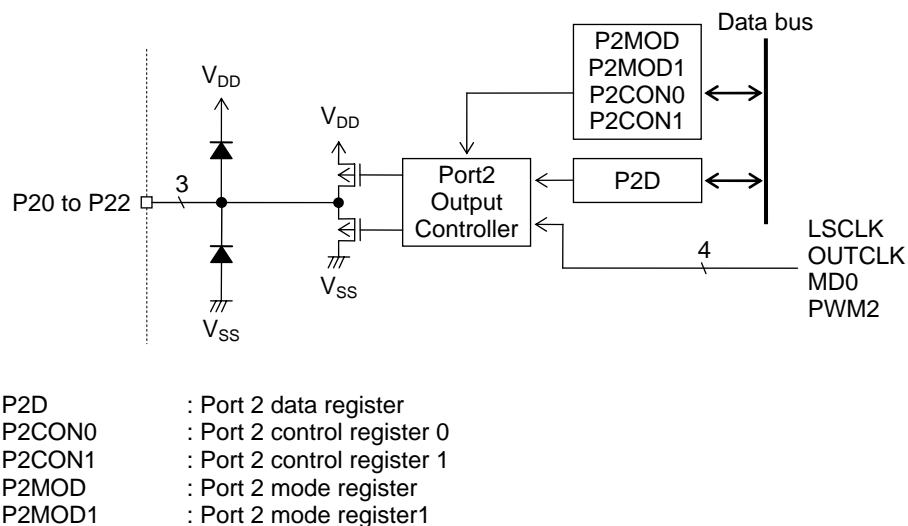 Data bus
P2MOD
P2MOD1
P2CON0
P2CON1
VDD
VDD
P20 to P22
3
Port2
Output
Controller
P2D
4
LSCLK
OUTCLK
MD0
PWM2
VSS
VSS
P2D : Port 2 data register
P2CON0 : Port 2 control register 0
P2CON1 : Port 2 control register 1
P2MOD : Port 2 mode register
P2MOD1 : Port 2 mode register1